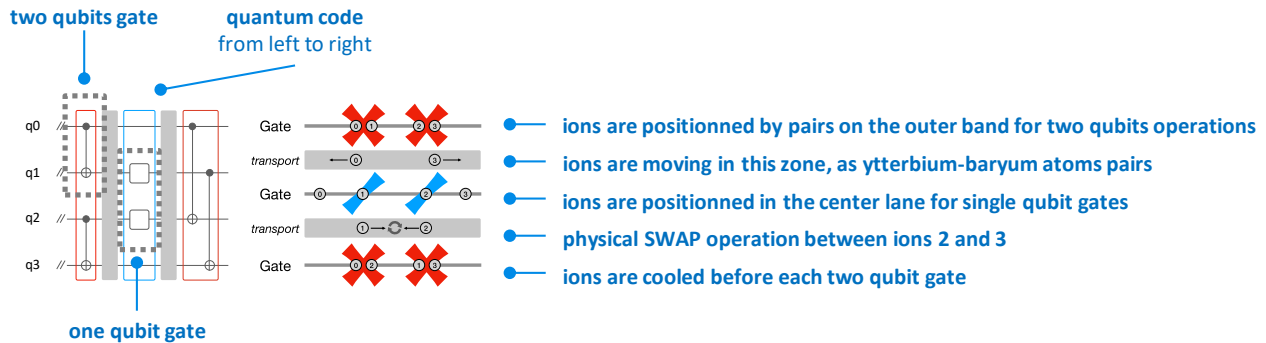 two qubits gate
quantum code
from left to right
q0 //
q1 //
q2 //
q3 //
one qubit gate
Gate 0 1 2 3
transport 0 3
Gate 0 1 2 3
transport 1 2
Gate 0 2 1 3
ions are positionned by pairs on the outer band for two qubits operations
ions are moving in this zone, as ytterbium-baryum atoms pairs
ions are positionned in the center lane for single qubit gates
physical SWAP operation between ions 2 and 3
ions are cooled before each two qubit gate